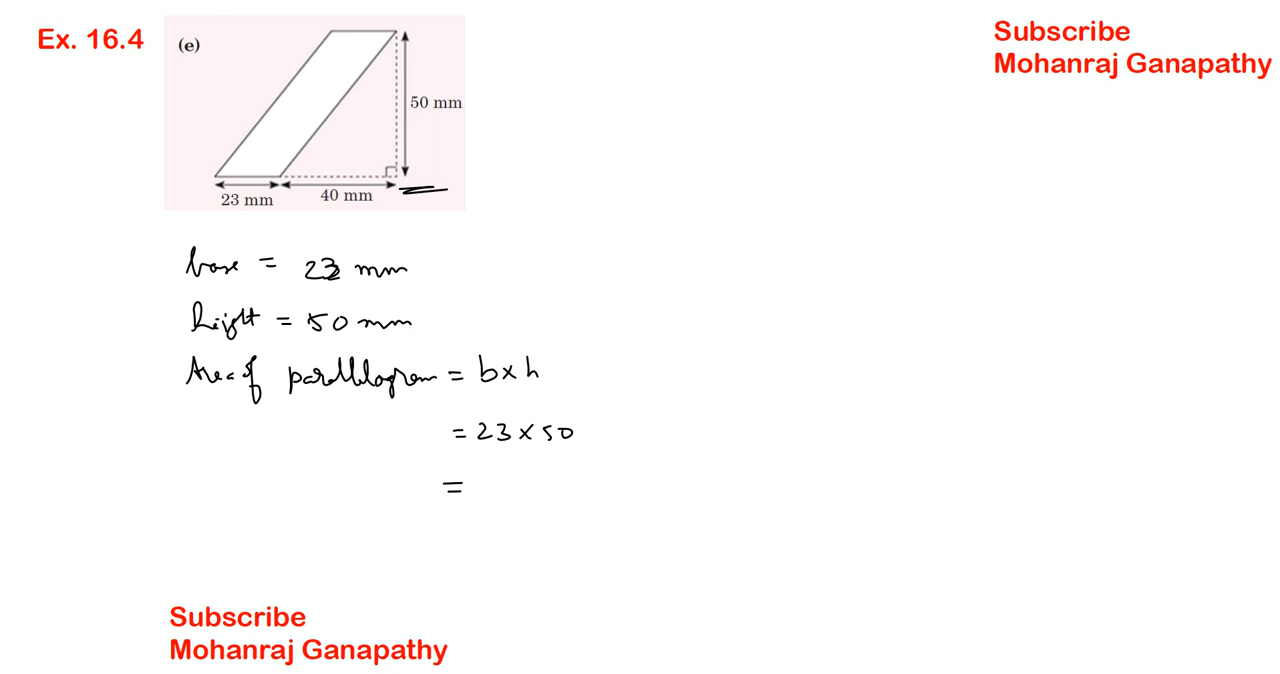 Ex. 16.4
(e)
Subscribe
Mohanraj Ganapathy
50 mm
23 mm
40 mm
base = 23 mm
height = 50 mm
Area of parallelogram = b × h
= 23 × 50
=
Subscribe
Mohanraj Ganapathy